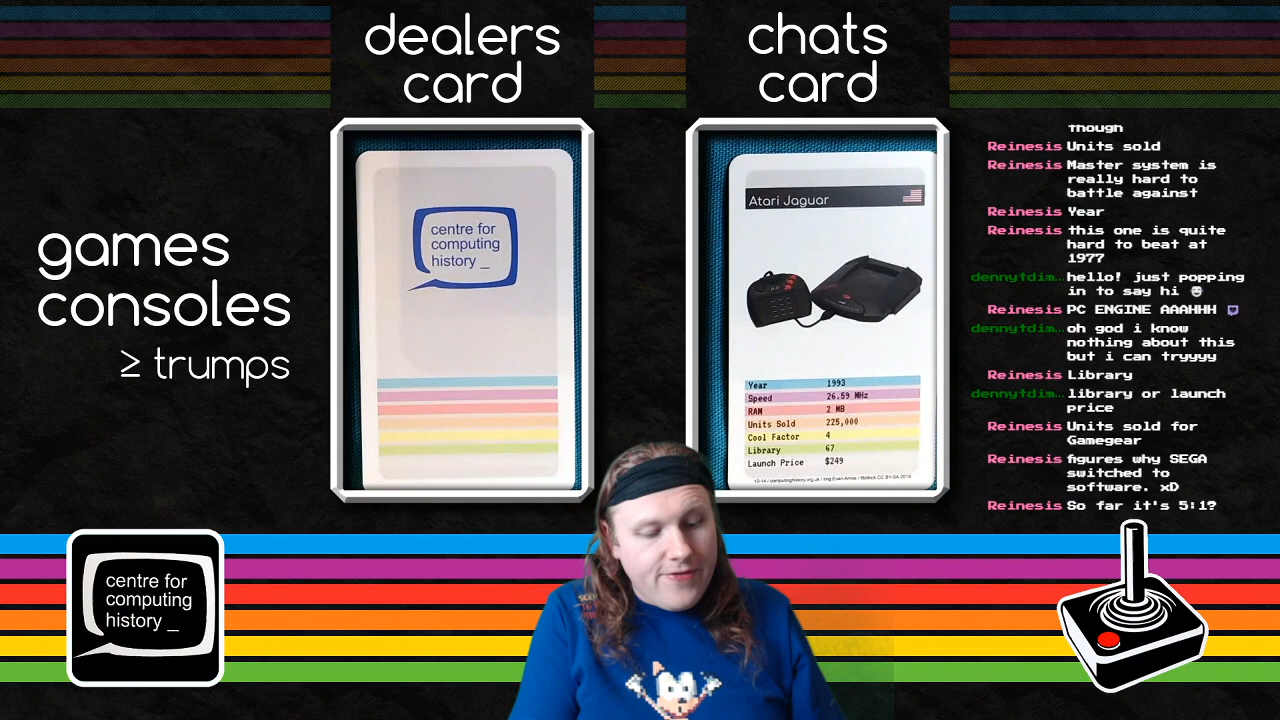 dealers
card
chats
card
games
consoles
≥ trumps
centre for
computing
history _
Atari Jaguar
Year 1993
Speed 26.59 MHz
RAM 2 MB
Units Sold 225,000
Cool Factor 4
Library 67
Launch Price $249
though
Reinesis Units sold
Reinesis Master system is
really hard to
battle against
Reinesis Year
Reinesis this one is quite
hard to beat at
1977
dennytdim... hello! just popping
in to say hi
Reinesis PC ENGINE AAAHHH
dennytdim... oh god i know
nothing about this
but i can tryyyy
Reinesis Library
dennytdim... library or launch
price
Reinesis Units sold for
Gamegear
Reinesis figures why SEGA
switched to
software. xD
Reinesis So far it's 5:1?
centre for
computing
history _